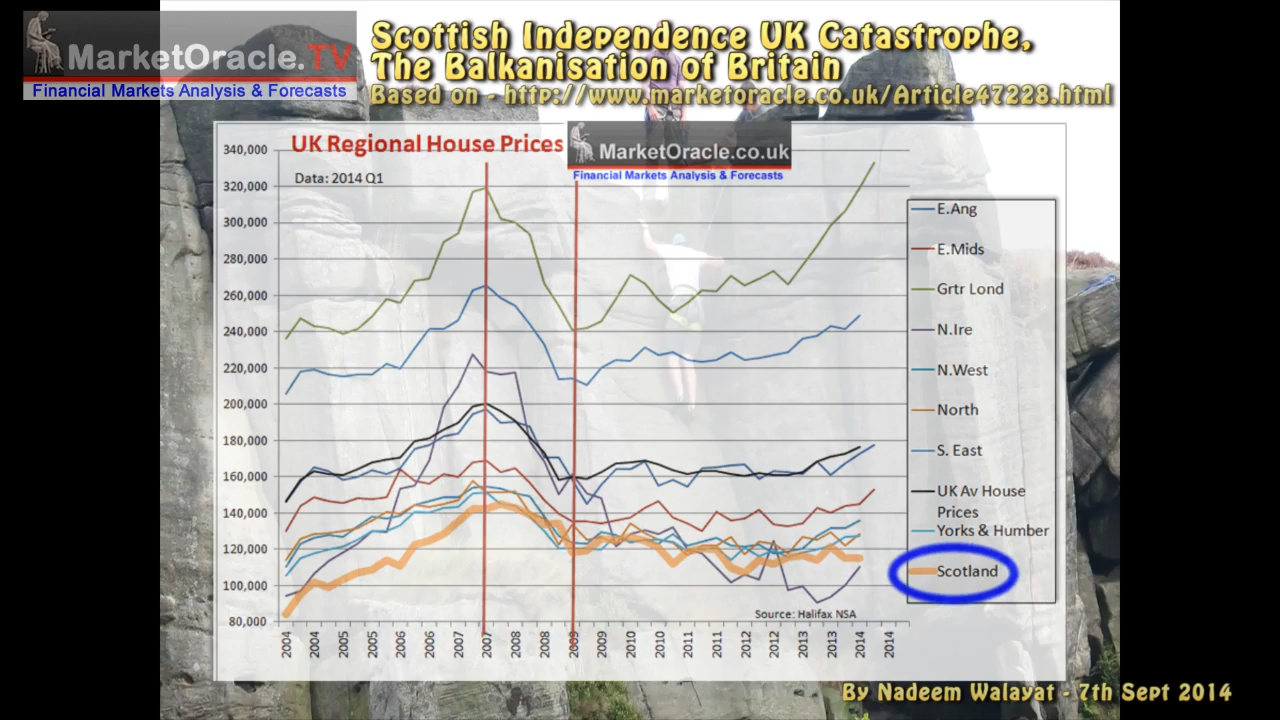 MarketOracle.TV
Financial Markets Analysis & Forecasts
Scottish Independence UK Catastrophe,
The Balkanisation of Britain
Based on - http://www.marketoracle.co.uk/Article47228.html
UK Regional House Prices
MarketOracle.co.uk
Financial Markets Analysis & Forecasts
Data: 2014 Q1
340,000
320,000
300,000
280,000
260,000
240,000
220,000
200,000
180,000
160,000
140,000
120,000
100,000
80,000
E.Ang
E.Mids
Grtr Lond
N.Ire
N.West
North
S. East
UK Av House
Prices
Yorks & Humber
Scotland
Source: Halifax NSA
2004 2004 2005 2005 2006 2006 2007 2007 2008 2008 2009 2009 2010 2010 2011 2011 2012 2012 2013 2013 2014 2014
By Nadeem Walayat - 7th Sept 2014